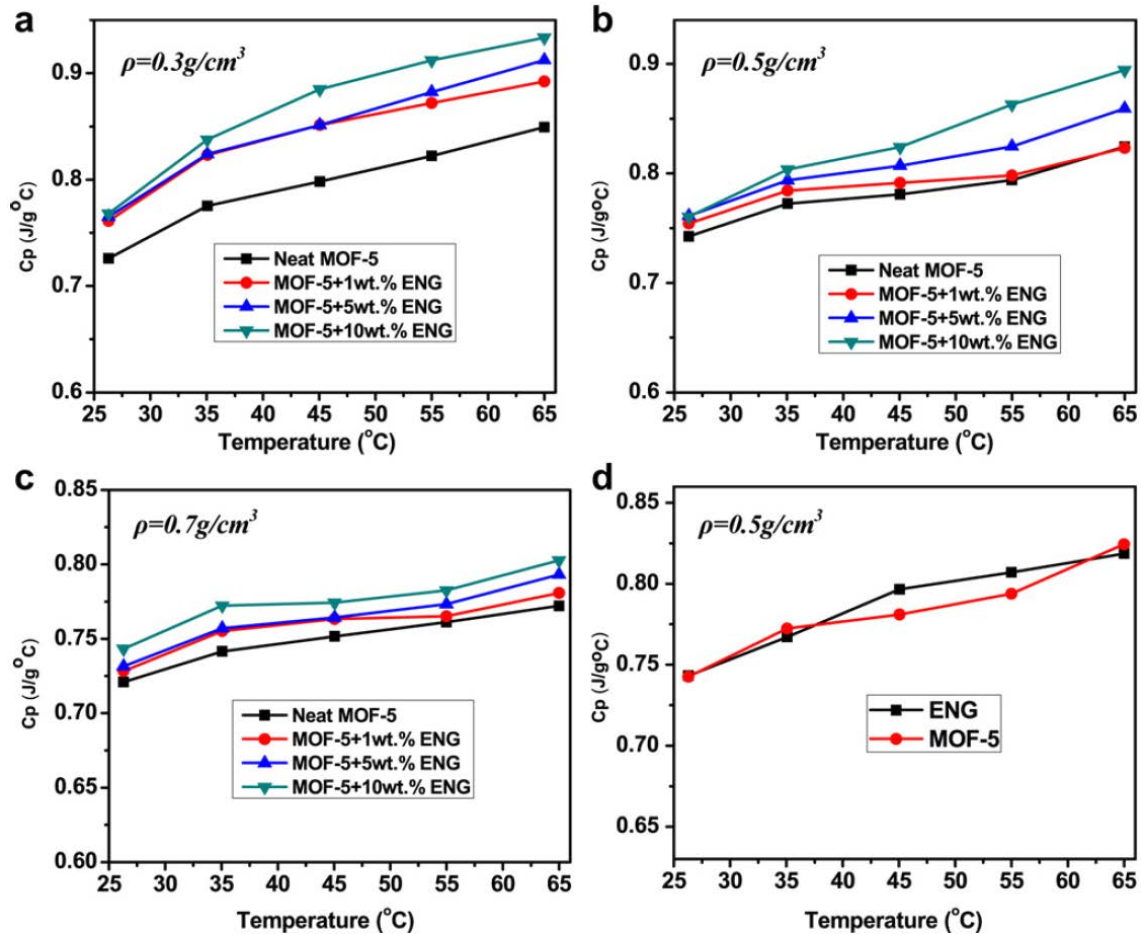 a
ρ=0.3g/cm³
Cp (J/g°C)
0.9
0.8
0.7
0.6
Neat MOF-5
MOF-5+1wt.% ENG
MOF-5+5wt.% ENG
MOF-5+10wt.% ENG
25 30 35 40 45 50 55 60 65
Temperature (°C)
b
ρ=0.5g/cm³
Cp (J/g°C)
0.9
0.8
0.7
0.6
Neat MOF-5
MOF-5+1wt.% ENG
MOF-5+5wt.% ENG
MOF-5+10wt.% ENG
25 30 35 40 45 50 55 60 65
Temperature (°C)
c
ρ=0.7g/cm³
Cp (J/g°C)
0.85
0.80
0.75
0.70
0.65
0.60
Neat MOF-5
MOF-5+1wt.% ENG
MOF-5+5wt.% ENG
MOF-5+10wt.% ENG
25 30 35 40 45 50 55 60 65
Temperature (°C)
d
ρ=0.5g/cm³
Cp (J/g°C)
0.85
0.80
0.75
0.70
0.65
ENG
MOF-5
25 30 35 40 45 50 55 60 65
Temperature (°C)